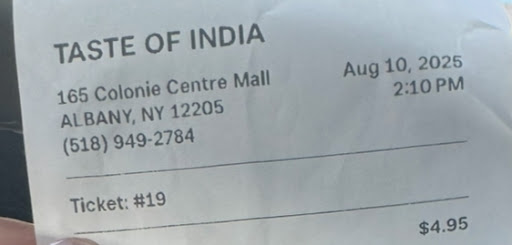 TASTE OF INDIA
165 Colonie Centre Mall
ALBANY, NY 12205
(518) 949-2784
Aug 10, 2025
2:10 PM
Ticket: #19
$4.95